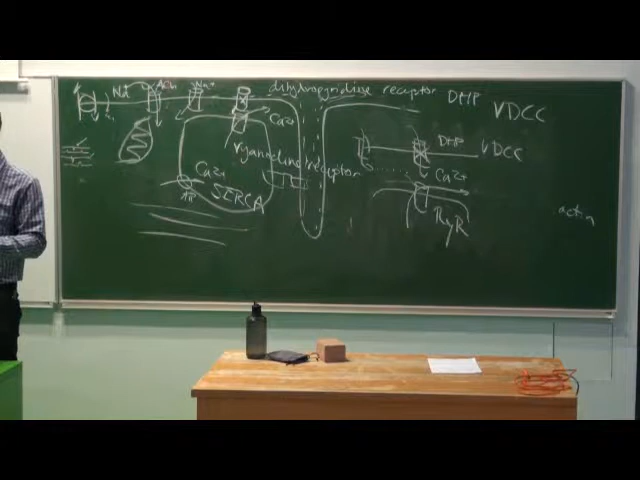 Na ACh Na+ dihydropyridine receptor DHP VDCC
Ca2+
DHP VDCC
ryanodine receptor
Ca2+ Ca2+
SERCA
RyR
actin